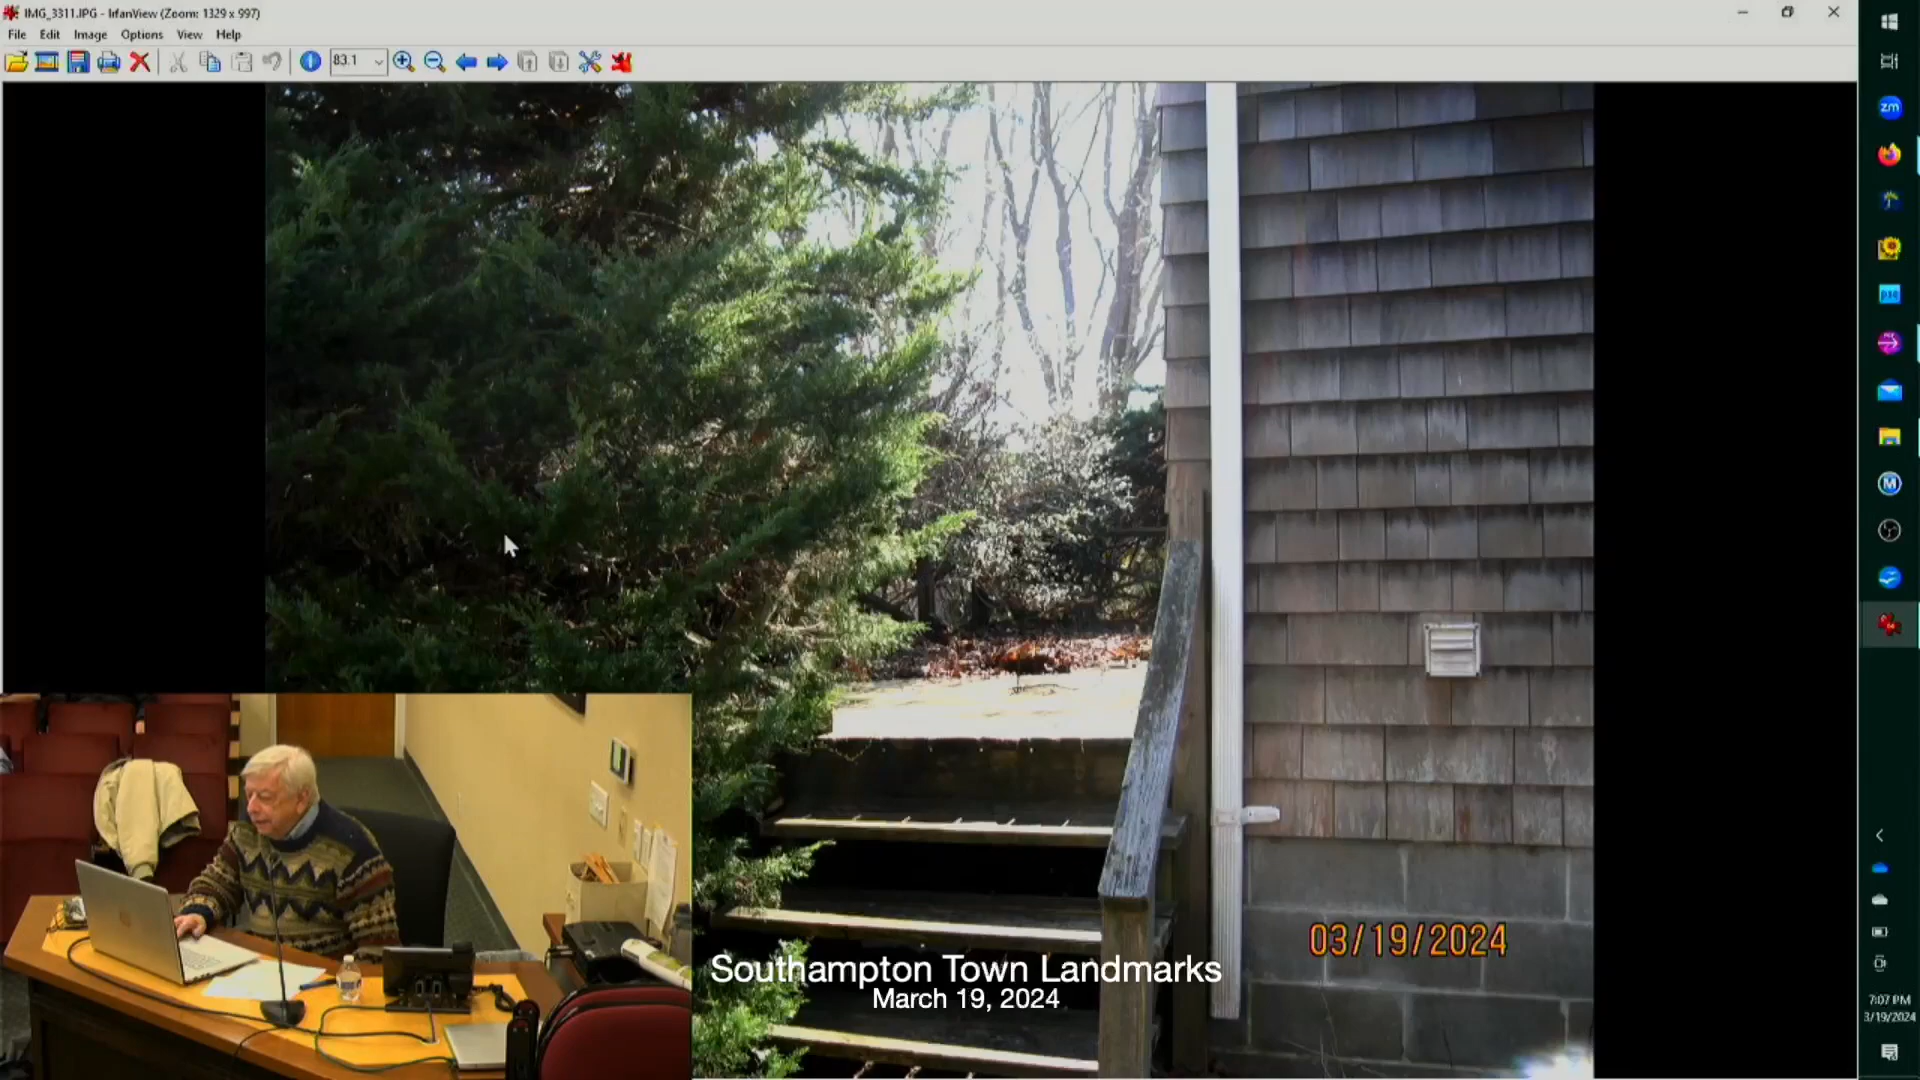 IMG_3311.JPG - IrfanView (Zoom: 1329 x 997)
File Edit Image Options View Help
83.1
zm
03/19/2024
Southampton Town Landmarks
March 19, 2024
7:07 PM
3/19/2024